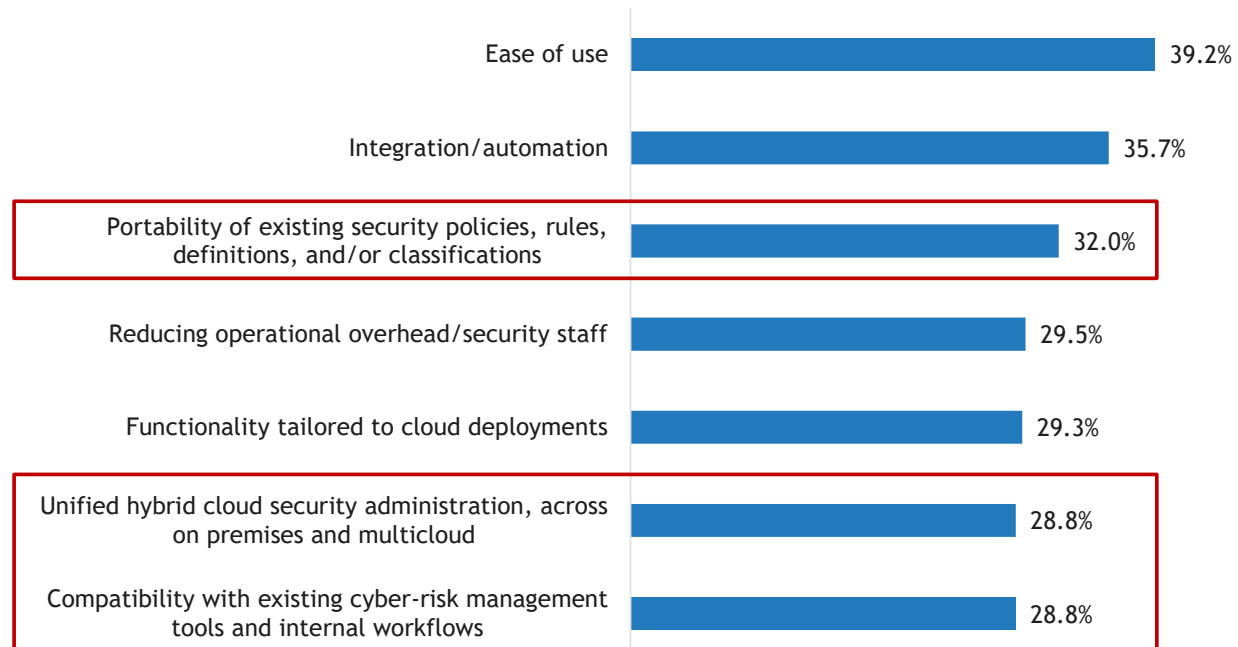 Ease of use
39.2%
Integration/automation
35.7%
Portability of existing security policies, rules,
definitions, and/or classifications
32.0%
Reducing operational overhead/security staff
29.5%
Functionality tailored to cloud deployments
29.3%
Unified hybrid cloud security administration, across
on premises and multicloud
28.8%
Compatibility with existing cyber-risk management
tools and internal workflows
28.8%